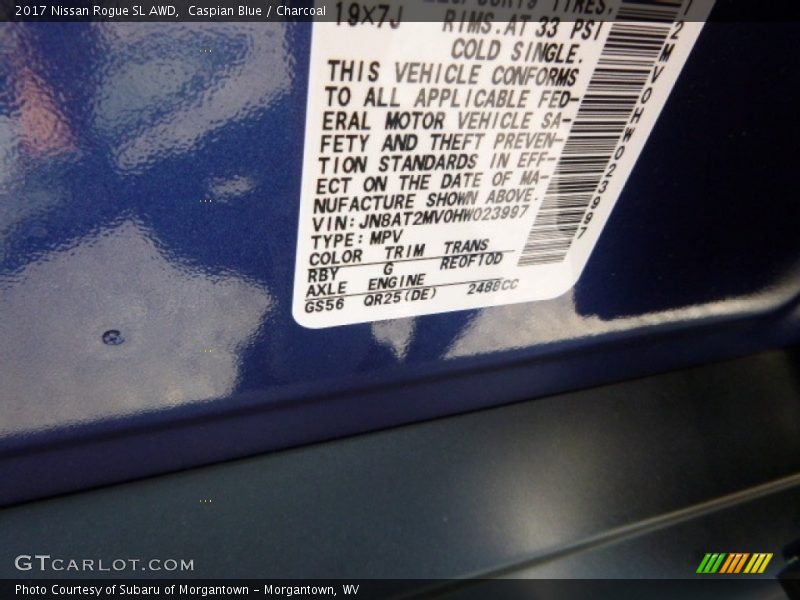 2017 Nissan Rogue SL AWD, Caspian Blue / Charcoal
19X7J RIMS.AT 33 PSI
COLD SINGLE.
THIS VEHICLE CONFORMS
TO ALL APPLICABLE FED-
ERAL MOTOR VEHICLE SA-
FETY AND THEFT PREVEN-
TION STANDARDS IN EFF-
ECT ON THE DATE OF MA-
NUFACTURE SHOWN ABOVE.
VIN: JN8AT2MV0HW023997
TYPE: MPV
COLOR TRIM TRANS
RBY G RE0F10D
AXLE ENGINE
GS56 QR25(DE) 2488CC
GTCARLOT.COM
Photo Courtesy of Subaru of Morgantown - Morgantown, WV